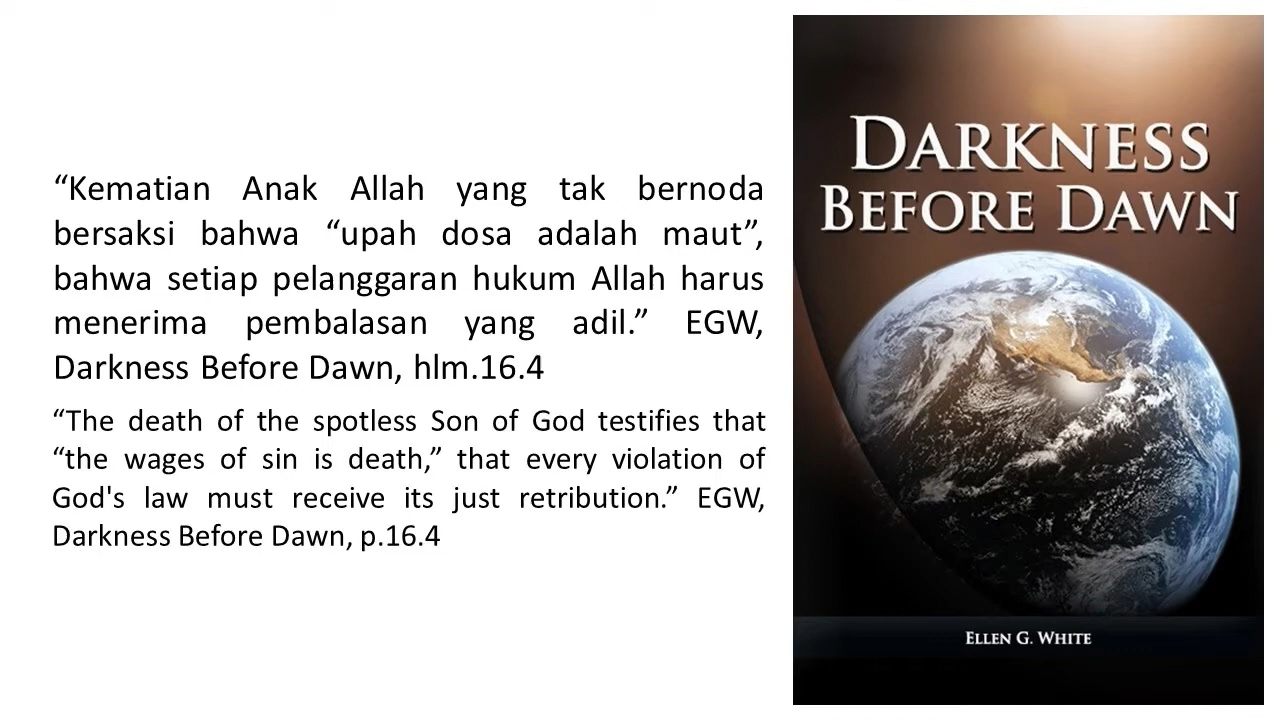 “Kematian Anak Allah yang tak bernoda
bersaksi bahwa “upah dosa adalah maut”,
bahwa setiap pelanggaran hukum Allah harus
menerima pembalasan yang adil.” EGW,
Darkness Before Dawn, hlm.16.4
“The death of the spotless Son of God testifies that
“the wages of sin is death,” that every violation of
God's law must receive its just retribution.” EGW,
Darkness Before Dawn, p.16.4
DARKNESS
BEFORE DAWN
ELLEN G. WHITE